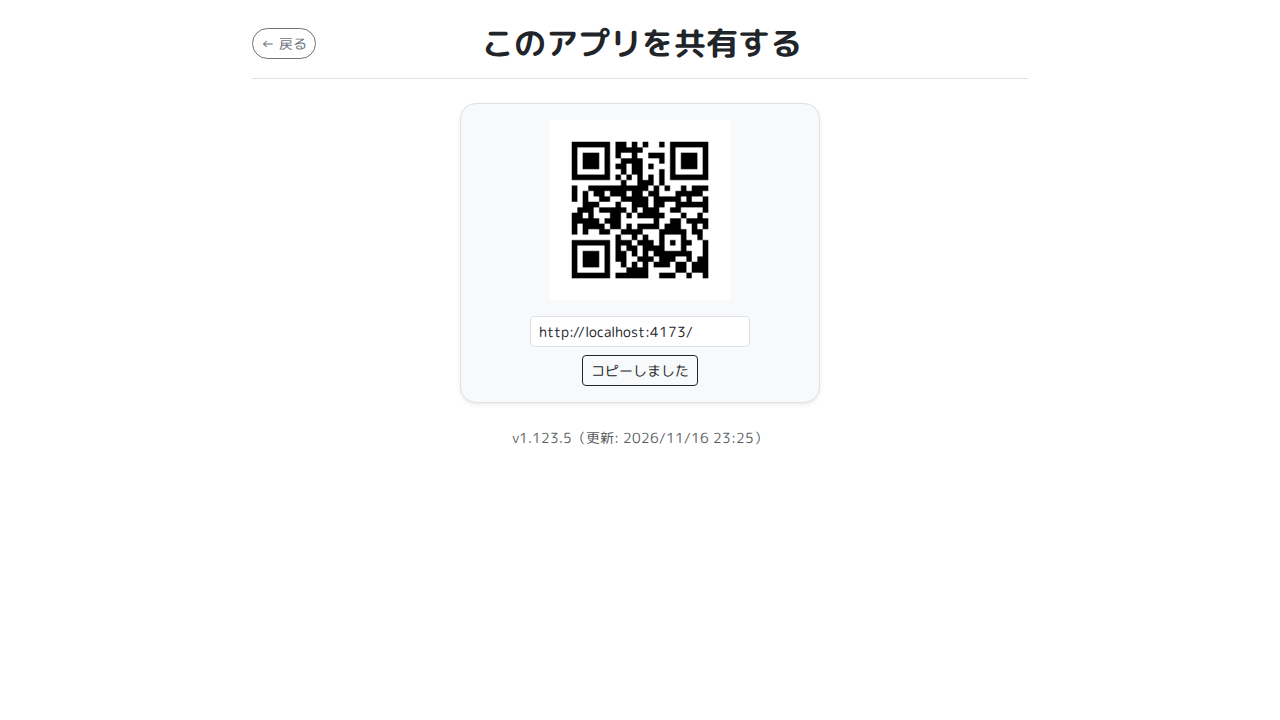 ← 戻る
このアプリを共有する
http://localhost:4173/
コピーしました
v1.123.5（更新: 2026/11/16 23:25）